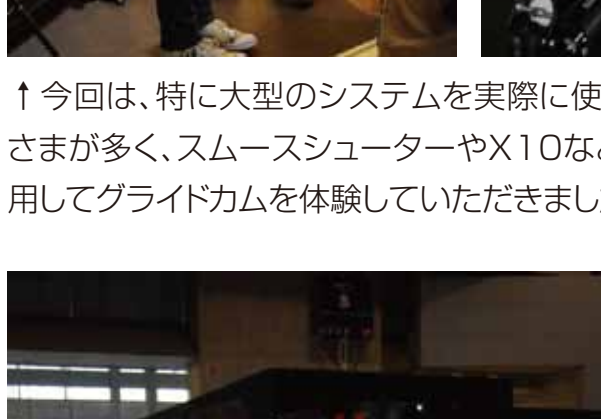 ↑今回は、特に大型のシステムを実際に使
さまが多く、スムースシューターやX10な
用してグライドカムを体験していただきまし